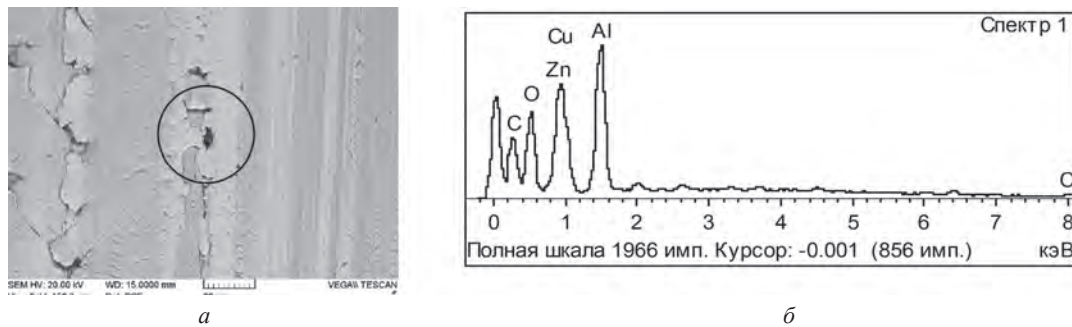 SEM HV: 20.00 kV WD: 15.0000 mm VEGA\\ TESCAN
Спектр 1
Cu Al
Zn
O
C
0 1 2 3 4 5 6 7 8
Полная шкала 1966 имп. Курсор: -0.001 (856 имп.) кэВ
а б